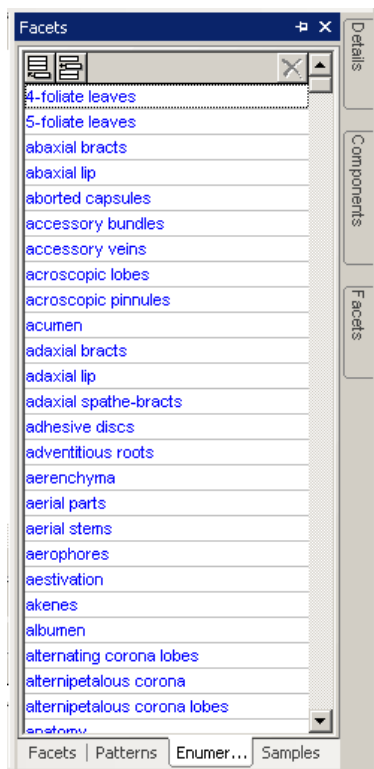 Facets
4-foliate leaves
5-foliate leaves
abaxial bracts
abaxial lip
aborted capsules
accessory bundles
accessory veins
acroscopic lobes
acroscopic pinnules
acumen
adaxial bracts
adaxial lip
adaxial spathe-bracts
adhesive discs
adventitious roots
aerenchyma
aerial parts
aerial stems
aerophores
aestivation
akenes
albumen
alternating corona lobes
alternipetalous corona
alternipetalous corona lobes
anatomy
Facets | Patterns Enumer... Samples
Details
Components
Facets